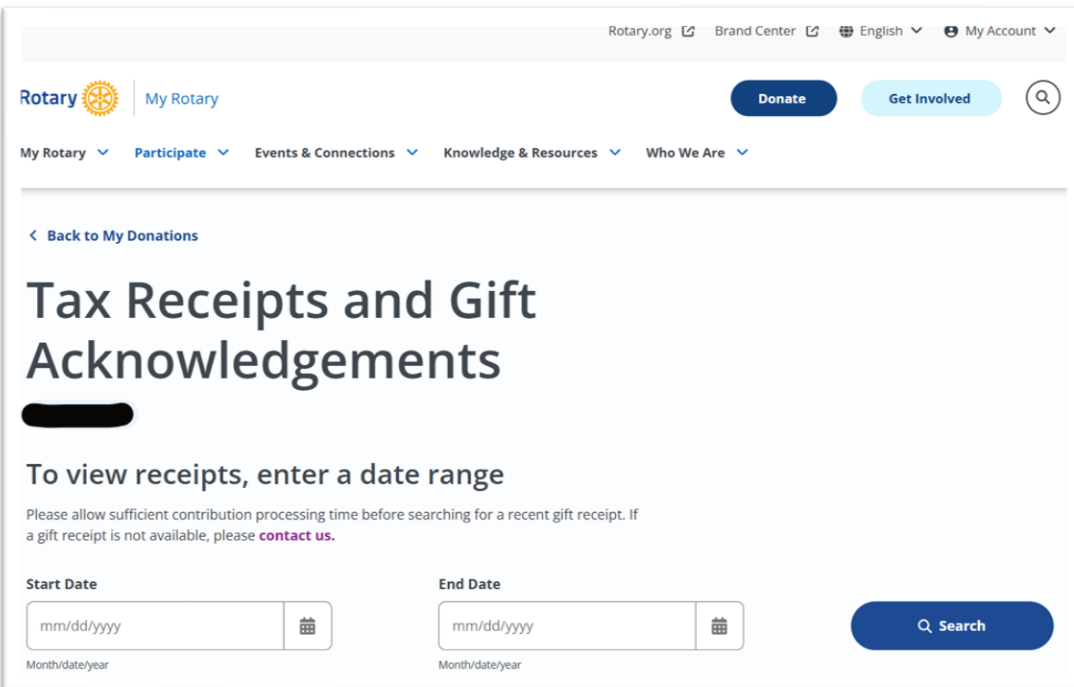 Rotary.org Brand Center English My Account
Rotary My Rotary Donate Get Involved
My Rotary Participate Events & Connections Knowledge & Resources Who We Are
Back to My Donations
Tax Receipts and Gift
Acknowledgements
To view receipts, enter a date range
Please allow sufficient contribution processing time before searching for a recent gift receipt. If
a gift receipt is not available, please contact us.
Start Date End Date
mm/dd/yyyy mm/dd/yyyy Search
Month/date/year Month/date/year